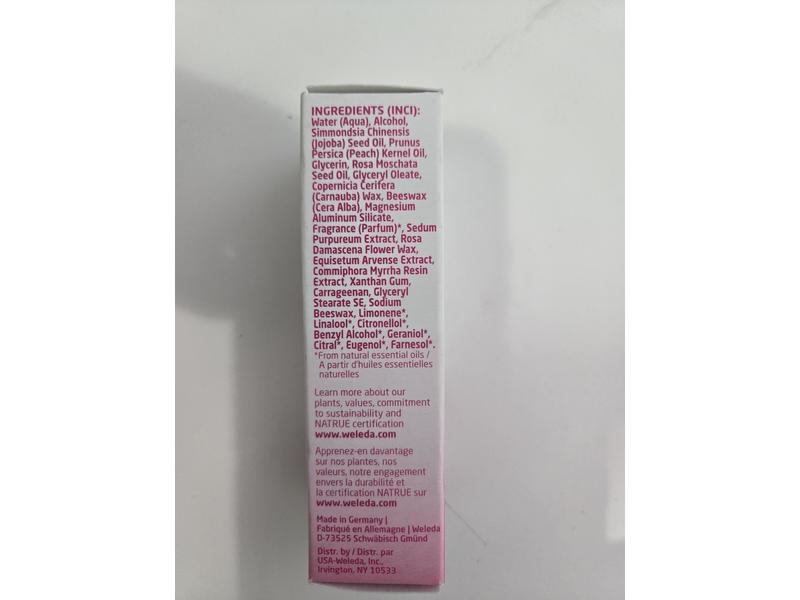 INGREDIENTS (INCI):
Water (Aqua), Alcohol,
Simmondsia Chinensis
(Jojoba) Seed Oil, Prunus
Persica (Peach) Kernel Oil,
Glycerin, Rosa Moschata
Seed Oil, Glyceryl Oleate,
Copernicia Cerifera
(Carnauba) Wax, Beeswax
(Cera Alba), Magnesium
Aluminum Silicate,
Fragrance (Parfum)*, Sedum
Purpureum Extract, Rosa
Damascena Flower Wax,
Equisetum Arvense Extract,
Commiphora Myrrha Resin
Extract, Xanthan Gum,
Carrageenan, Glyceryl
Stearate SE, Sodium
Beeswax, Limonene*,
Linalool*, Citronellol*,
Benzyl Alcohol*, Geraniol*,
Citral*, Eugenol*, Farnesol*.
*From natural essential oils /
A partir d'huiles essentielles
naturelles
Learn more about our
plants, values, commitment
to sustainability and
NATRUE certification
www.weleda.com
Apprenez-en davantage
sur nos plantes, nos
valeurs, notre engagement
envers la durabilité et
la certification NATRUE sur
www.weleda.com
Made in Germany |
Fabriqué en Allemagne | Weleda
D-73525 Schwäbisch Gmünd
Distr. by / Distr. par
USA-Weleda, Inc.,
Irvington, NY 10533